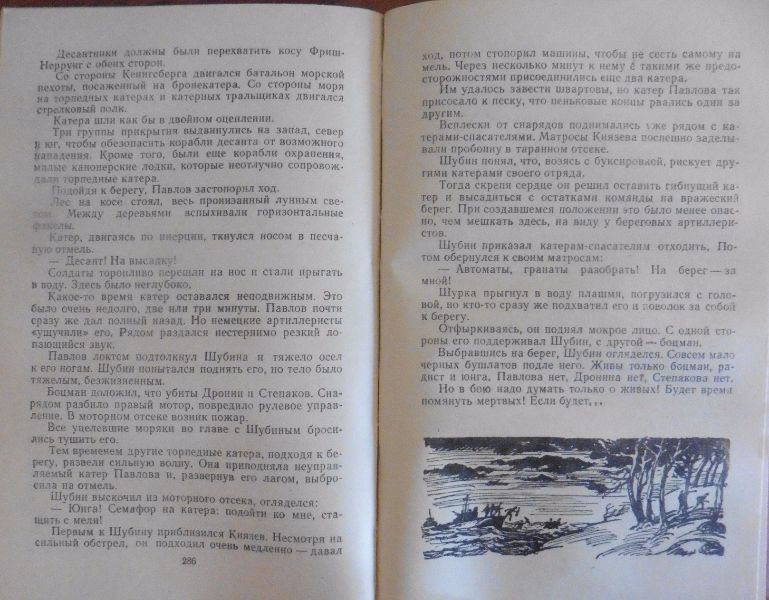 Десантники должны были перехватить косу Фриш-
Неррунг с обеих сторон.
Со стороны Кенигсберга двигался батальон морской
пехоты, посаженный на бронекатера. Со стороны моря
на торпедных катерах и катерных тральщиках двигался
стрелковый полк.
Катера шли как бы в двойном оцеплении.
Три группы прикрытия выдвинулись на запад, север
и юг, чтобы обезопасить корабли десанта от возможного
нападения. Кроме того, были еще корабли охранения,
малые канонерские лодки, которые неотлучно сопровож-
дали торпедные катера.
Подойдя к берегу, Павлов застопорил ход.
Лес на косе стоял, весь пронизанный лунным све-
том. Между деревьями вспыхивали горизонтальные
факелы.
Катер, двигаясь по инерции, ткнулся носом в песча-
ную отмель.
— Десант! На высадку!
Солдаты торопливо перешли на нос и стали прыгать
в воду. Здесь было неглубоко.
Какое-то время катер оставался неподвижным. Это
было очень недолго, две или три минуты. Павлов почти
сразу же дал полный назад. Но немецкие артиллеристы
«ущучили» его. Рядом раздался нестерпимо резкий ло-
пающийся звук.
Павлов локтем подтолкнул Шубина и тяжело осел
к его ногам. Шубин попытался поднять его, но тело было
тяжелым, безжизненным.
Боцман доложил, что убиты Дронин и Степаков. Сна-
рядом разбило правый мотор, повредило рулевое управ-
ление. В моторном отсеке возник пожар.
Все уцелевшие моряки во главе с Шубиным броси-
лись тушить его.
Тем временем другие торпедные катера, подходя к бе-
регу, развели сильную волну. Она приподняла неуправ-
ляемый катер Павлова и, развернув его лагом, выбро-
сила на отмель.
Шубин выскочил из моторного отсека, огляделся:
— Юнга! Семафор на катера: подойти ко мне, ста-
щить с мели!
Первым к Шубину приблизился Князев. Несмотря на
сильный обстрел, он подходил очень медленно — давал
286
ход, потом стопорил машины, чтобы не сесть самому на
мель. Через несколько минут к нему с такими же предо-
сторожностями присоединились еще два катера.
Им удалось завести швартовы, но катер Павлова так
присосало к песку, что пеньковые концы рвались один за
другим.
Всплески от снарядов поднимались уже рядом с ка-
терами-спасателями. Матросы Князева поспешно заделы-
вали пробоину в таранном отсеке.
Шубин понял, что, возясь с буксировкой, рискует дру-
гими катерами своего отряда.
Тогда скрепя сердце он решил оставить гибнущий ка-
тер и высадиться с остатками команды на вражеский
берег. При создавшемся положении это было менее опас-
но, чем мешкать здесь, на виду у береговых артиллери-
стов.
Шубин приказал катерам-спасателям отходить. По-
том обернулся к своим матросам:
— Автоматы, гранаты разобрать! На берег — за
мной!
Шурка прыгнул в воду плашмя, погрузился с голо-
вой, но кто-то сразу же подхватил его и поволок за собой
к берегу.
Отфыркиваясь, он поднял мокрое лицо. С одной сто-
роны его поддерживал Шубин, с другой — боцман.
Выбравшись на берег, Шубин огляделся. Совсем мало
черных бушлатов подле него. Живы только боцман, ра-
дист и юнга. Павлова нет, Дронина нет, Степакова нет.
Но в бою надо думать только о живых! Будет время
помянуть мертвых! Если будет...